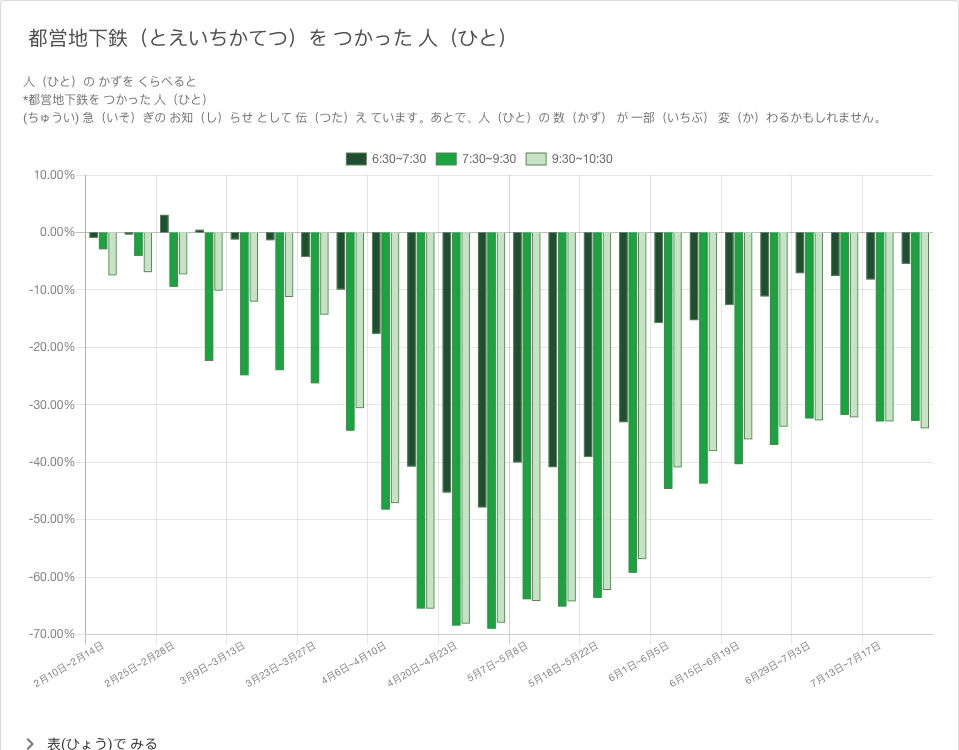 都営地下鉄（とえいちかてつ）を つかった 人（ひと）
人（ひと）の かずを くらべると
*都営地下鉄を つかった 人（ひと）
(ちゅうい) 急（いそ）ぎの お知（し）らせ として 伝（つた）え ています。あとで、人（ひと）の 数（かず） が 一部（いちぶ） 変（か）わるかもしれません。
6:30~7:30 7:30~9:30 9:30~10:30
10.00%
0.00%
-10.00%
-20.00%
-30.00%
-40.00%
-50.00%
-60.00%
-70.00%
2月10日~2月14日
2月25日~2月28日
3月9日~3月13日
3月23日~3月27日
4月6日~4月10日
4月20日~4月23日
5月7日~5月8日
5月18日~5月22日
6月1日~6月5日
6月15日~6月19日
6月29日~7月3日
7月13日~7月17日
表(ひょう)で みる